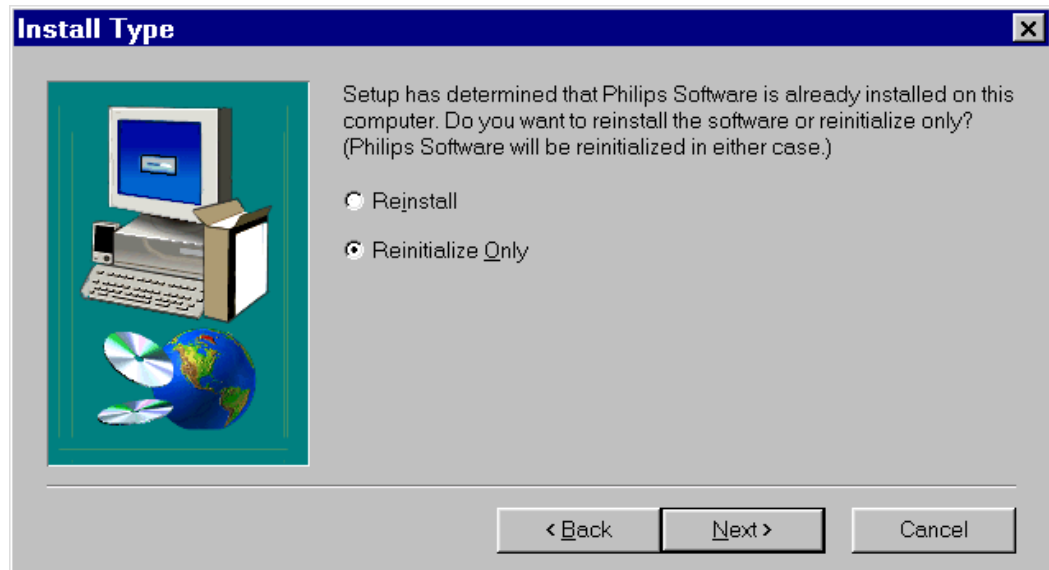 Install Type
Setup has determined that Philips Software is already installed on this
computer. Do you want to reinstall the software or reinitialize only?
(Philips Software will be reinitialized in either case.)
Reinstall
Reinitialize Only
< Back
Next >
Cancel